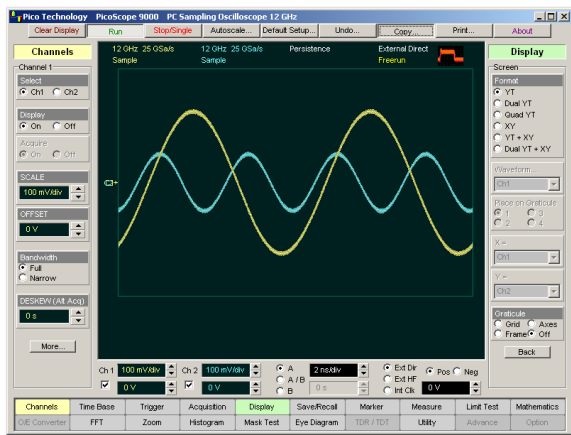 Pico Technology PicoScope 9000 PC Sampling Oscilloscope 12 GHz
Clear Display Run Stop/Single Autoscale... Default Setup... Undo... Copy... Print... About
Channels
Channel 1
Select
Ch1 Ch2
Display
On Off
Acquire
On Off
SCALE
100 mV/div
OFFSET
0 V
Bandwidth
Full
Narrow
DESKEW (Alt Acq)
0 s
More...
12 GHz 25 GSa/s 12 GHz 25 GSa/s Persistence External Direct
Sample Sample Freerun
Display
Screen
Format
YT
Dual YT
Quad YT
XY
YT + XY
Dual YT + XY
Waveform...
Ch1
Place on Graticule
1 3
2 4
X =
Ch1
Y =
Ch2
Graticule
Grid Axes
Frame Off
Back
Ch 1 100 mV/div Ch 2 100 mV/div A 2 ns/div Ext Dir Pos Neg
A / B Ext HF
0 V 0 V B 0 s Int Clk 0 V
Channels Time Base Trigger Acquisition Display Save/Recall Marker Measure Limit Test Mathematics
O/E Converter FFT Zoom Histogram Mask Test Eye Diagram TDR / TDT Utility Advance Option